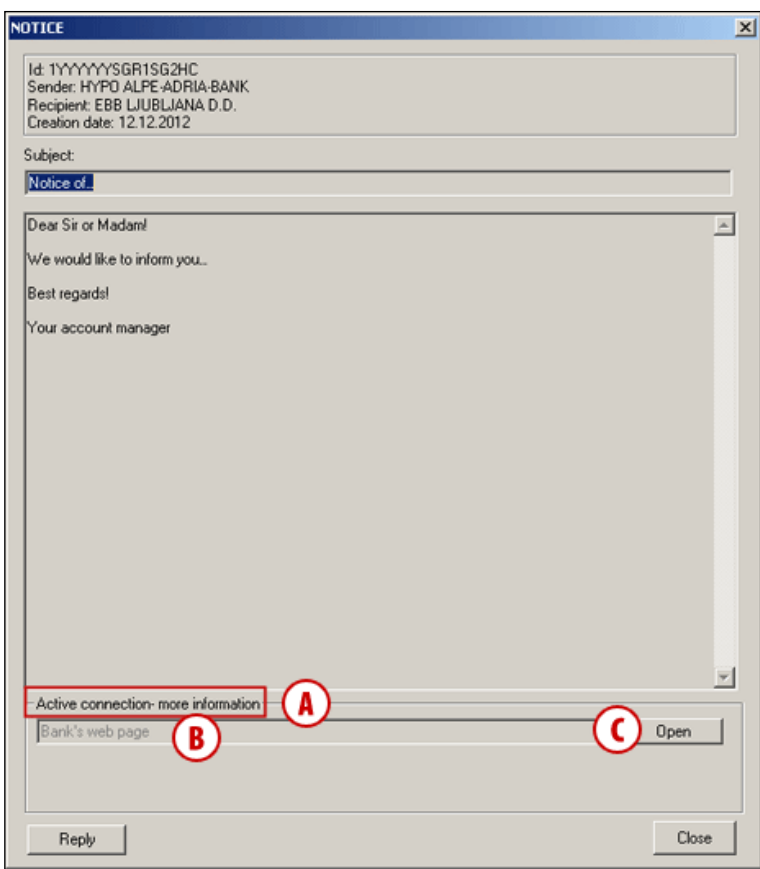 NOTICE
Id: 1YYYYYYSGR1SG2HC
Sender: HYPO ALPE-ADRIA-BANK
Recipient: EBB LJUBLJANA D.D.
Creation date: 12.12.2012
Subject:
Notice of...
Dear Sir or Madam!
We would like to inform you...
Best regards!
Your account manager
Active connection- more information
A
Bank's web page
B
C
Open
Reply
Close